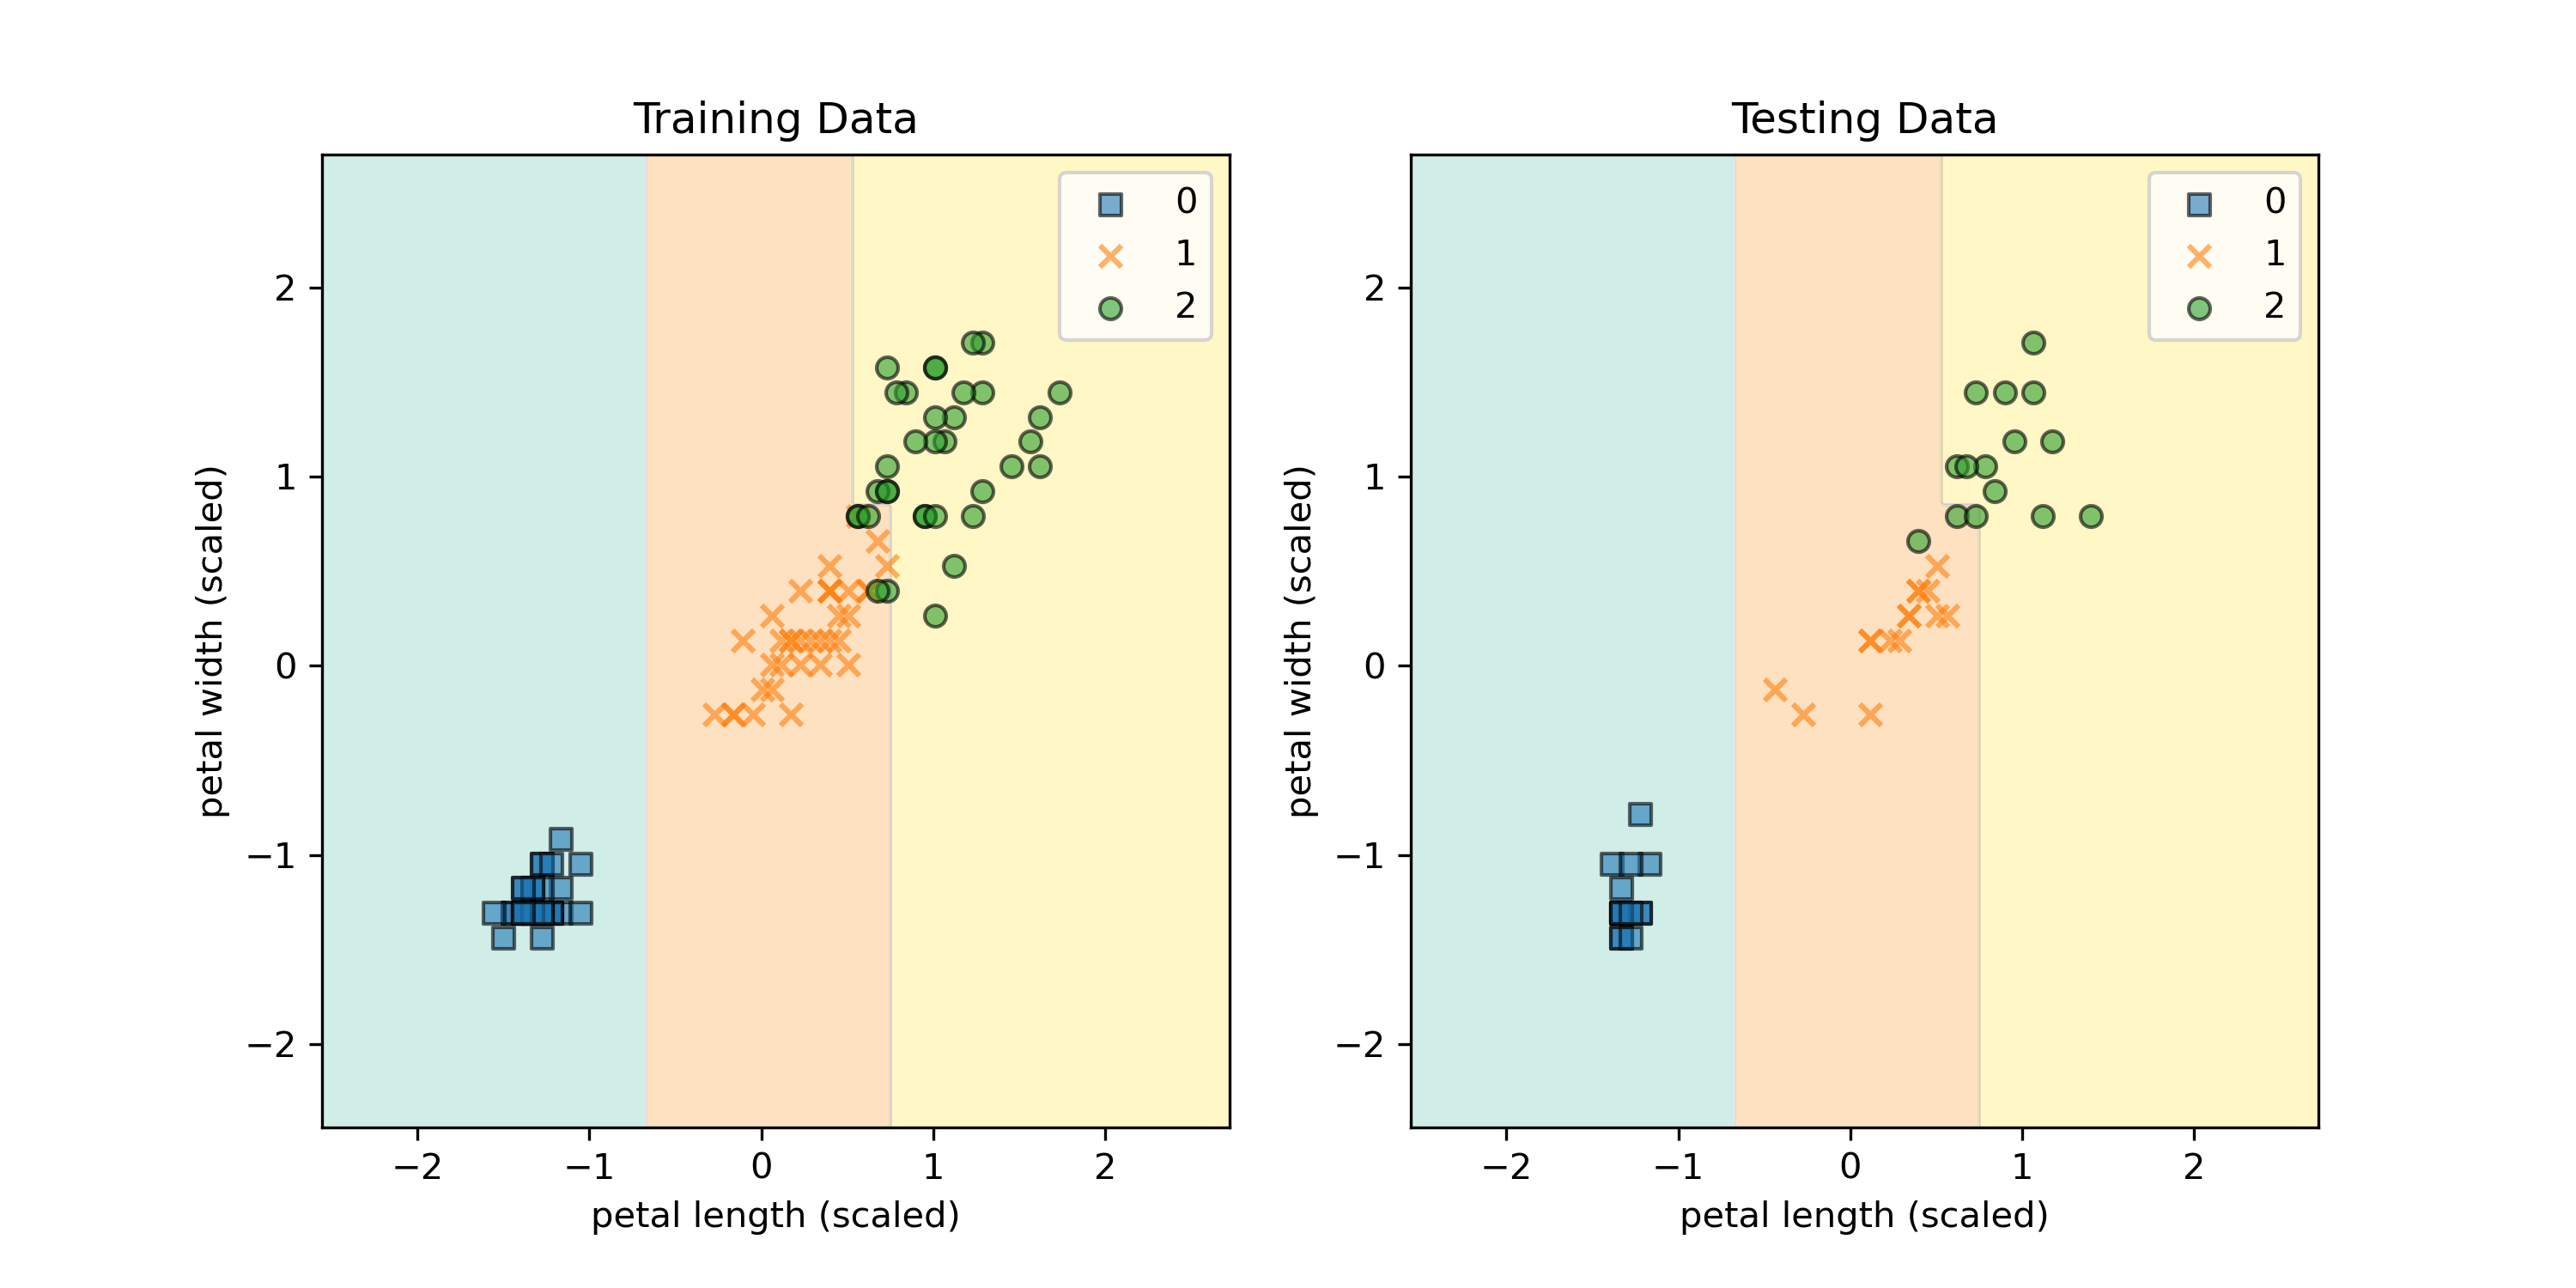 Training Data
0
1
2
2
1
0
−1
−2
petal width (scaled)
−2 −1 0 1 2
petal length (scaled)
Testing Data
0
1
2
2
1
0
−1
−2
petal width (scaled)
−2 −1 0 1 2
petal length (scaled)